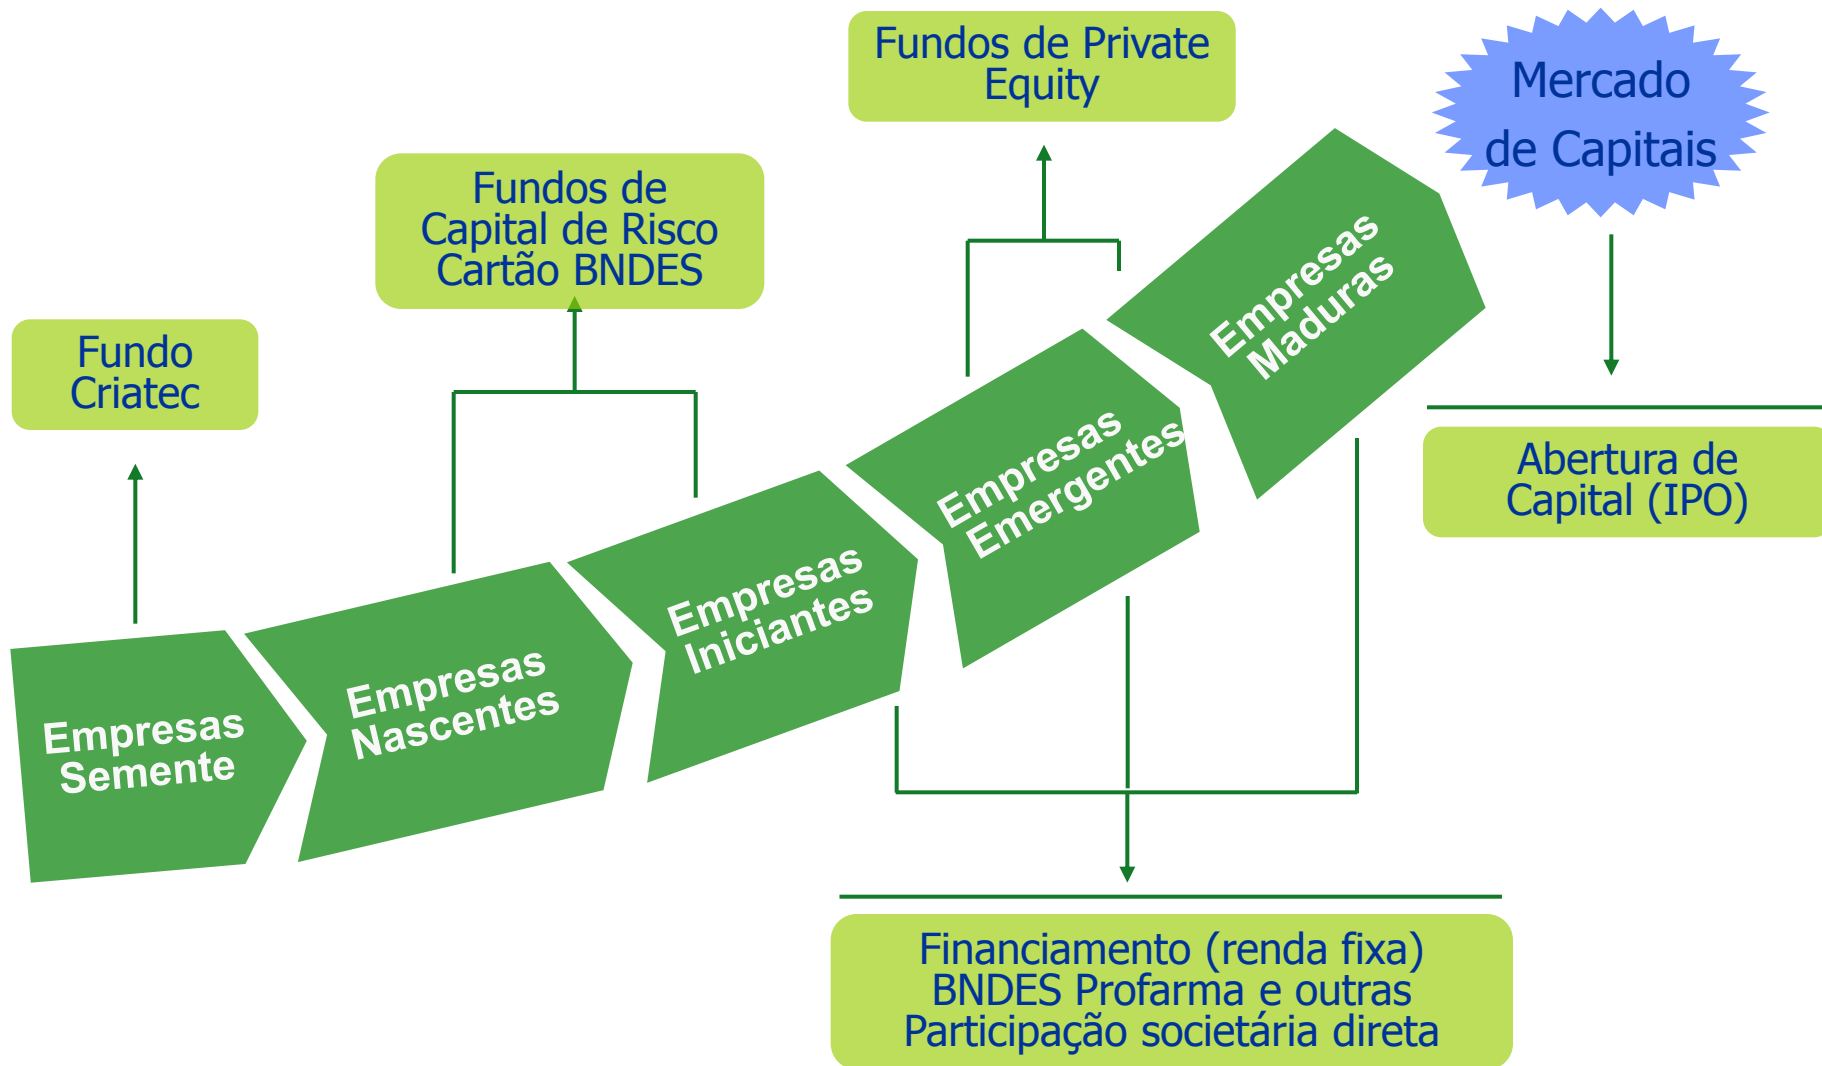 Fundos de Private
Equity
Mercado
de Capitais
Fundos de
Capital de Risco
Cartão BNDES
Fundo
Criatec
Empresas
Maduras
Empresas
Emergentes
Abertura de
Capital (IPO)
Empresas
Iniciantes
Empresas
Nascentes
Empresas
Semente
Financiamento (renda fixa)
BNDES Profarma e outras
Participação societária direta